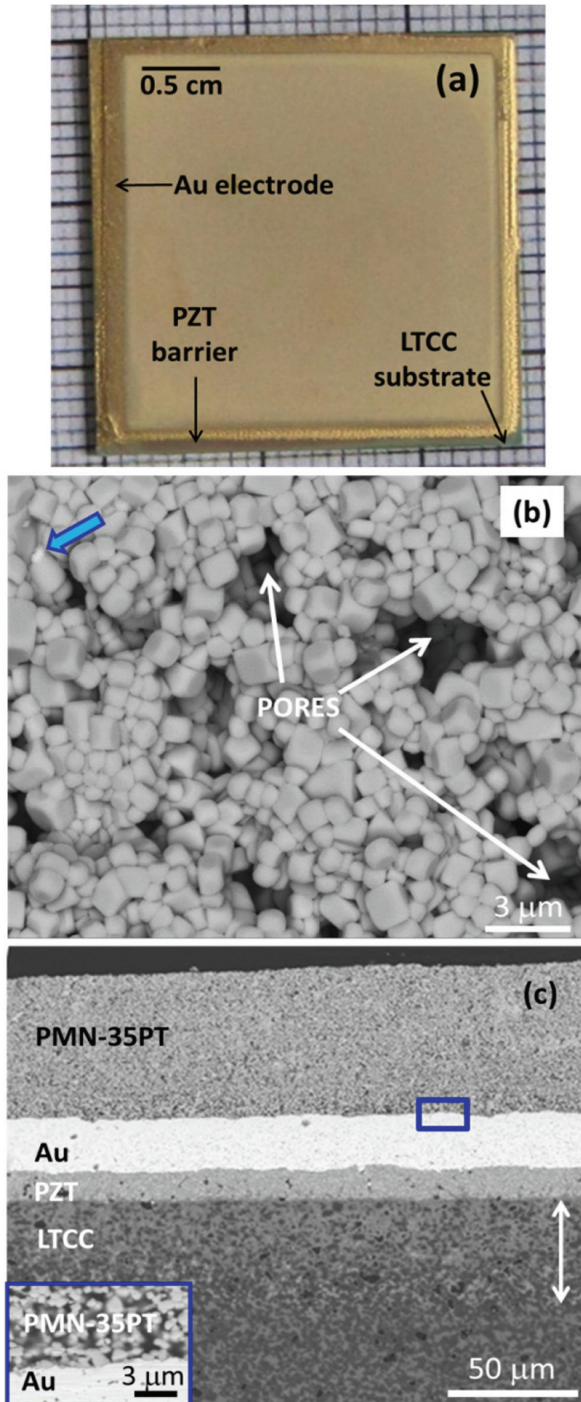 (a)
0.5 cm
Au electrode
PZT
barrier
LTCC
substrate
(b)
PORES
3 μm
(c)
PMN-35PT
Au
PZT
LTCC
PMN-35PT
Au
3 μm
50 μm